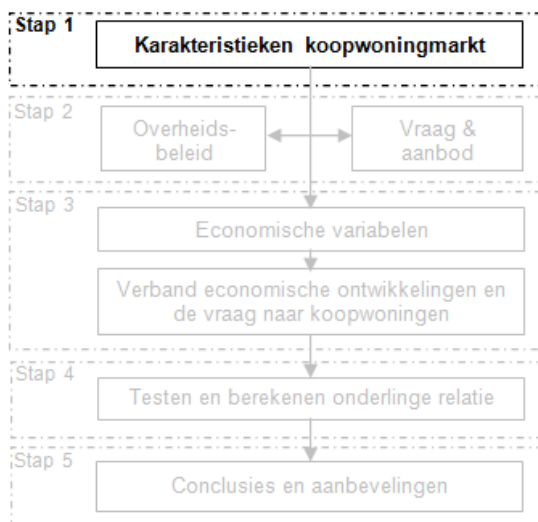 Stap 1
Karakteristieken koopwoningmarkt
Stap 2
Overheids-
beleid
Vraag &
aanbod
Stap 3
Economische variabelen
Verband economische ontwikkelingen en
de vraag naar koopwoningen
Stap 4
Testen en berekenen onderlinge relatie
Stap 5
Conclusies en aanbevelingen